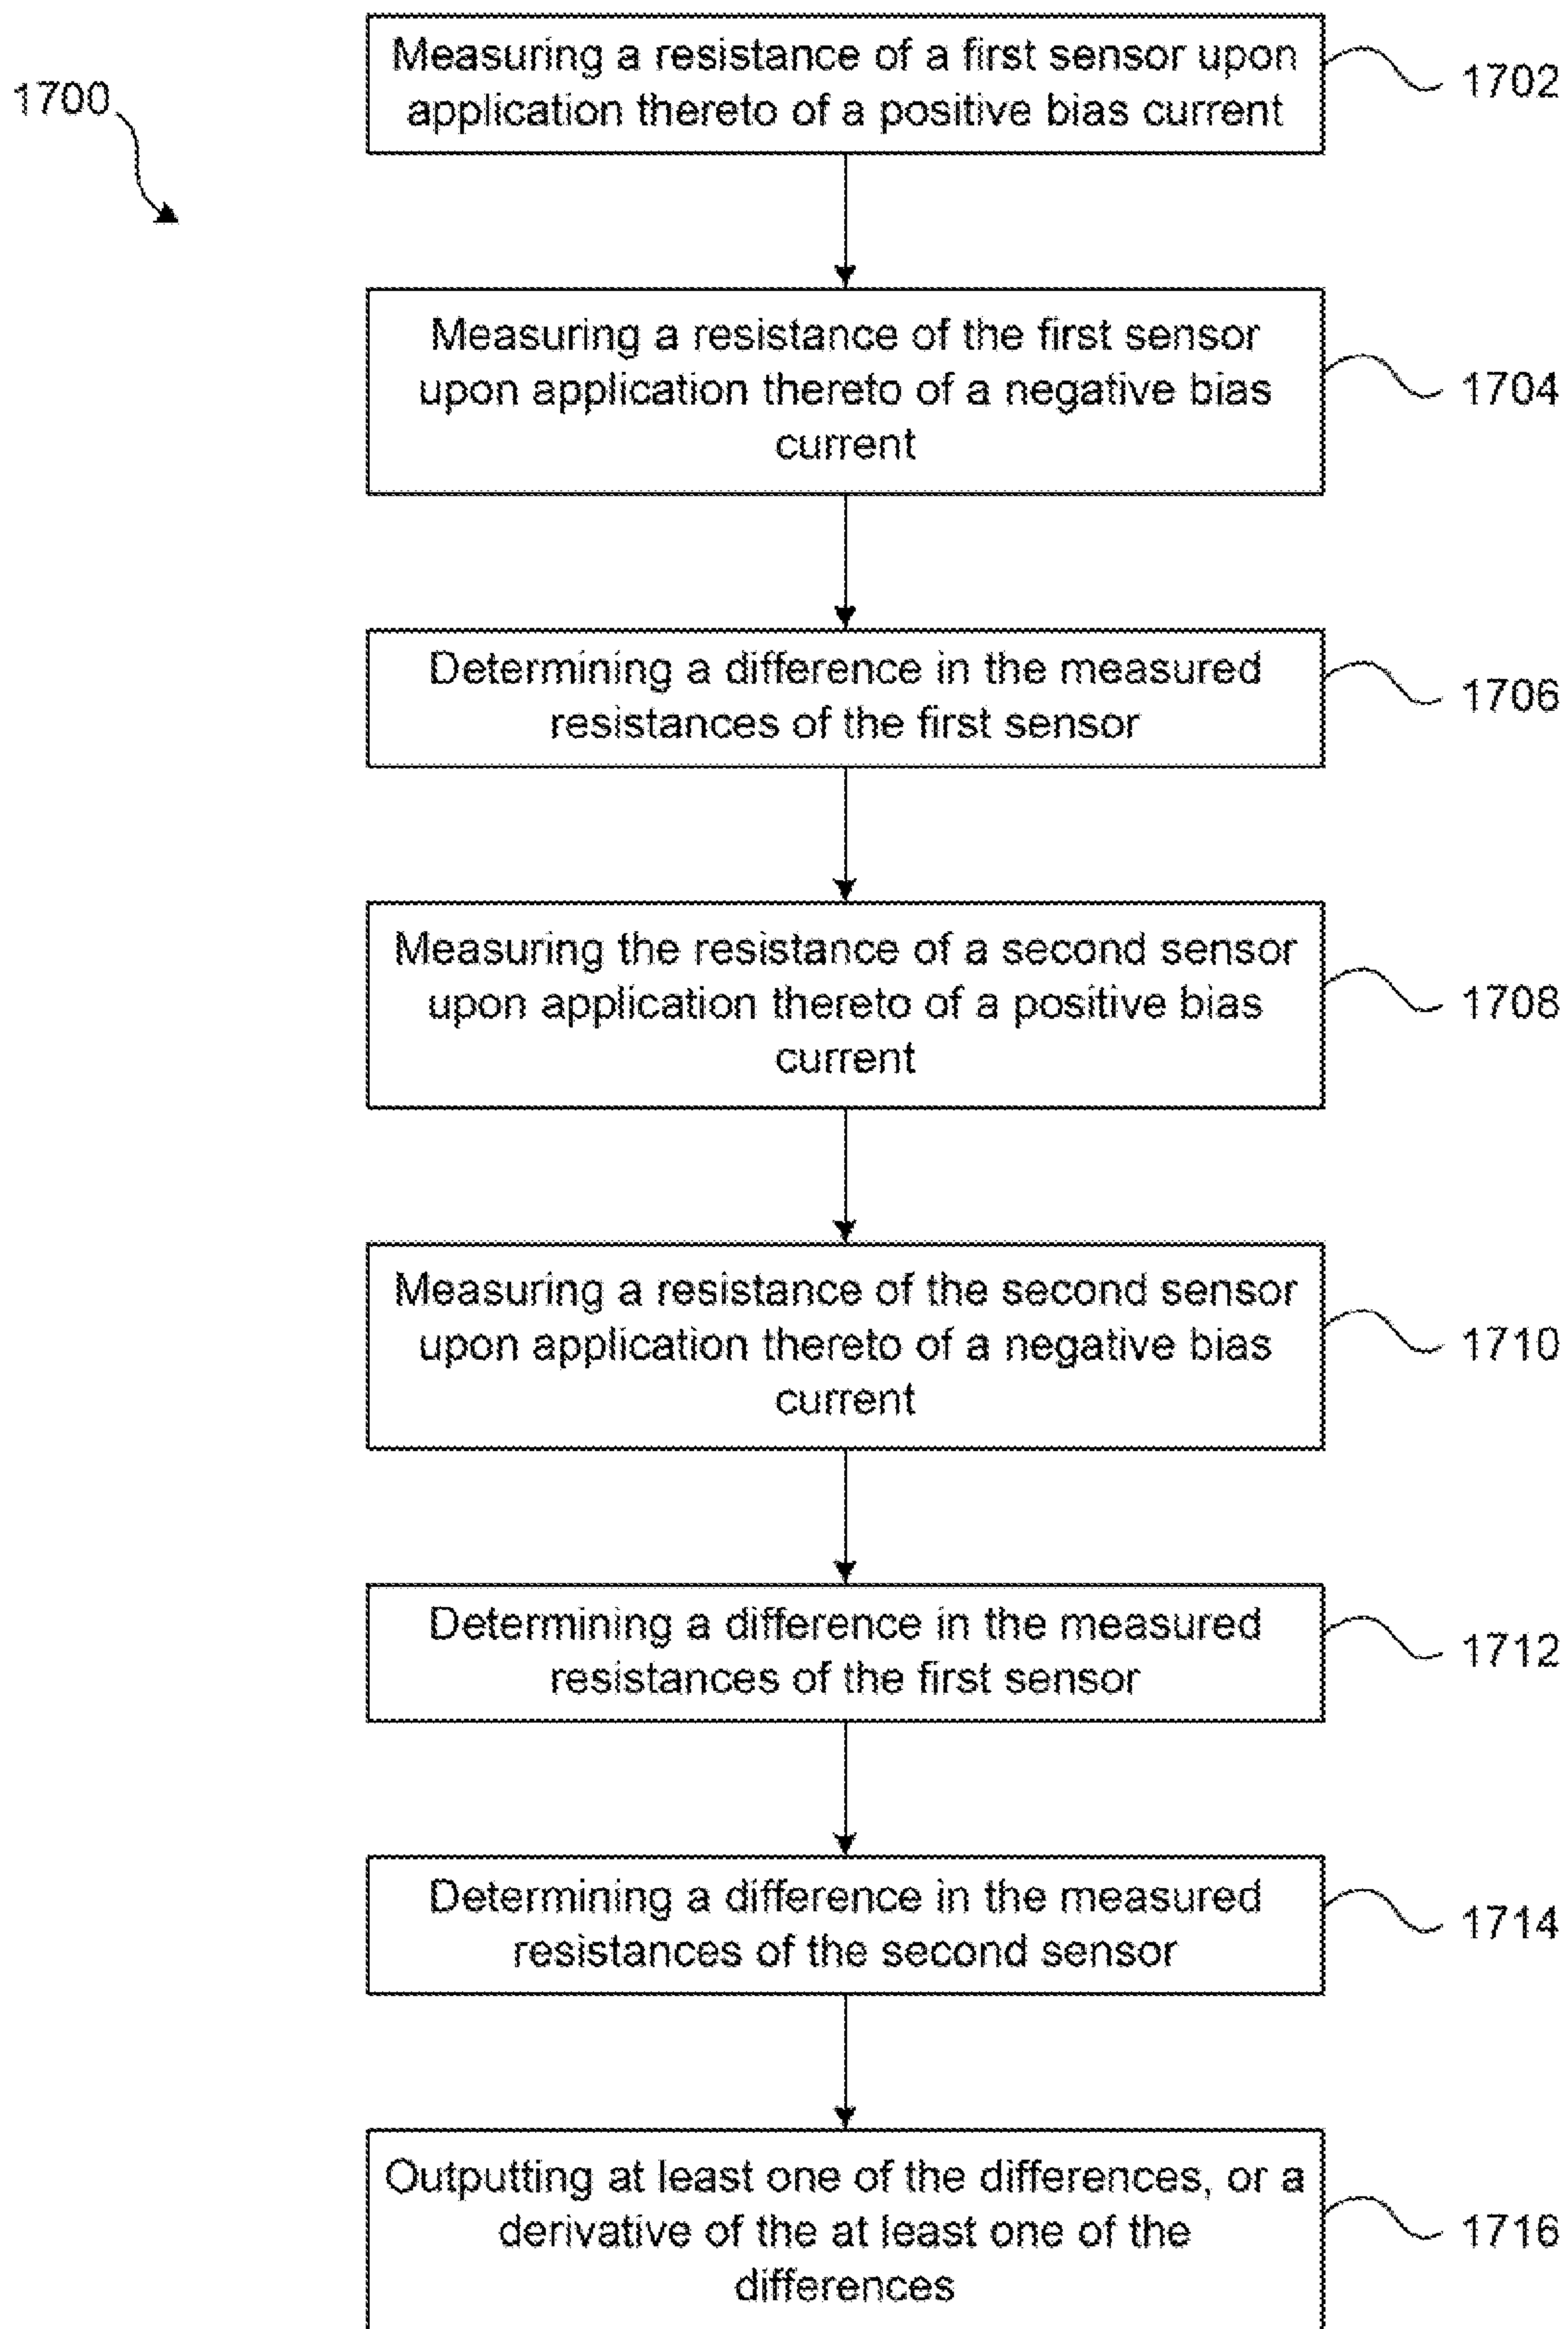 1700
Measuring a resistance of a first sensor upon
application thereto of a positive bias current
1702
Measuring a resistance of the first sensor
upon application thereto of a negative bias
current
1704
Determining a difference in the measured
resistances of the first sensor
1706
Measuring the resistance of a second sensor
upon application thereto of a positive bias
current
1708
Measuring a resistance of the second sensor
upon application thereto of a negative bias
current
1710
Determining a difference in the measured
resistances of the first sensor
1712
Determining a difference in the measured
resistances of the second sensor
1714
Outputting at least one of the differences, or a
derivative of the at least one of the
differences
1716